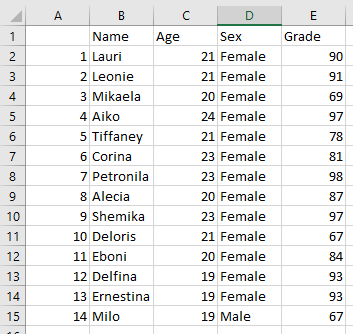 A B C D E
1 Name Age Sex Grade
2 1 Lauri 21 Female 90
3 2 Leonie 21 Female 91
4 3 Mikaela 20 Female 69
5 4 Aiko 24 Female 97
6 5 Tiffaney 21 Female 78
7 6 Corina 23 Female 81
8 7 Petronila 23 Female 98
9 8 Alecia 20 Female 87
10 9 Shemika 23 Female 97
11 10 Deloris 21 Female 67
12 11 Eboni 20 Female 84
13 12 Delfina 19 Female 93
14 13 Ernestina 19 Female 93
15 14 Milo 19 Male 67